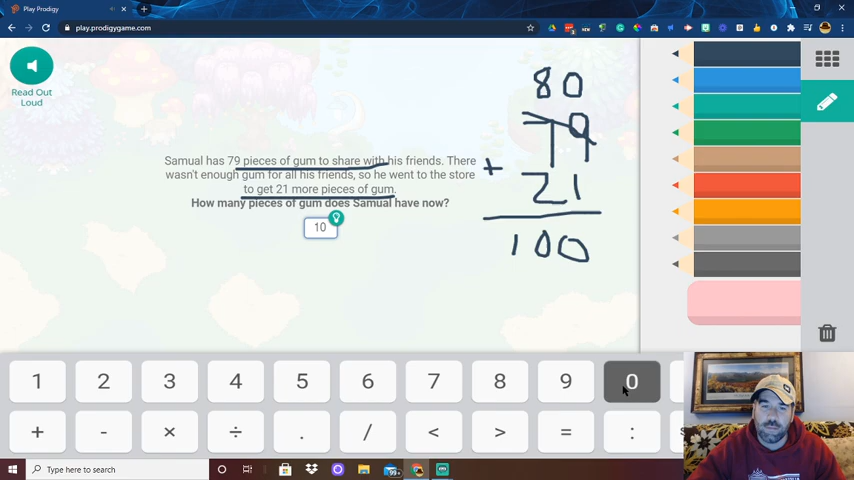 Play Prodigy
play.prodigygame.com
Read Out
Loud
Samual has 79 pieces of gum to share with his friends. There
wasn't enough gum for all his friends, so he went to the store
to get 21 more pieces of gum.
How many pieces of gum does Samual have now?
10
80
79
+ 21
100
1 2 3 4 5 6 7 8 9 0
+ - × ÷ . / < > = :
Type here to search